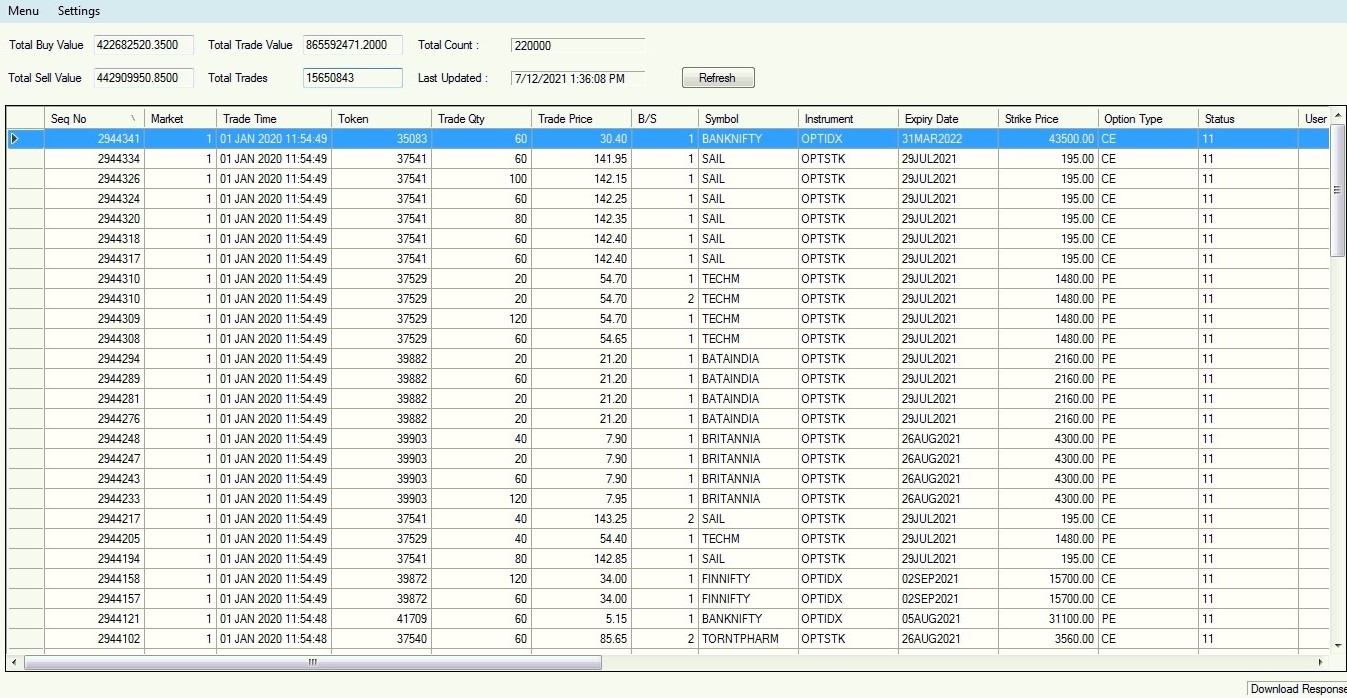 Menu Settings
Total Buy Value 422682520.3500 Total Trade Value 865592471.2000 Total Count : 220000
Total Sell Value 442909950.8500 Total Trades 15650843 Last Updated : 7/12/2021 1:36:08 PM Refresh
Seq No Market Trade Time Token Trade Qty Trade Price B/S Symbol Instrument Expiry Date Strike Price Option Type Status User
2944341 1 01 JAN 2020 11:54:49 35083 60 30.40 1 BANKNIFTY OPTIDX 31MAR2022 43500.00 CE 11
2944334 1 01 JAN 2020 11:54:49 37541 60 141.95 1 SAIL OPTSTK 29JUL2021 195.00 CE 11
2944326 1 01 JAN 2020 11:54:49 37541 100 142.15 1 SAIL OPTSTK 29JUL2021 195.00 CE 11
2944324 1 01 JAN 2020 11:54:49 37541 60 142.25 1 SAIL OPTSTK 29JUL2021 195.00 CE 11
2944320 1 01 JAN 2020 11:54:49 37541 80 142.35 1 SAIL OPTSTK 29JUL2021 195.00 CE 11
2944318 1 01 JAN 2020 11:54:49 37541 60 142.40 1 SAIL OPTSTK 29JUL2021 195.00 CE 11
2944317 1 01 JAN 2020 11:54:49 37541 60 142.40 1 SAIL OPTSTK 29JUL2021 195.00 CE 11
2944310 1 01 JAN 2020 11:54:49 37529 20 54.70 1 TECHM OPTSTK 29JUL2021 1480.00 PE 11
2944310 1 01 JAN 2020 11:54:49 37529 20 54.70 2 TECHM OPTSTK 29JUL2021 1480.00 PE 11
2944309 1 01 JAN 2020 11:54:49 37529 120 54.70 1 TECHM OPTSTK 29JUL2021 1480.00 PE 11
2944308 1 01 JAN 2020 11:54:49 37529 60 54.65 1 TECHM OPTSTK 29JUL2021 1480.00 PE 11
2944294 1 01 JAN 2020 11:54:49 39882 20 21.20 1 BATAINDIA OPTSTK 29JUL2021 2160.00 PE 11
2944289 1 01 JAN 2020 11:54:49 39882 60 21.20 1 BATAINDIA OPTSTK 29JUL2021 2160.00 PE 11
2944281 1 01 JAN 2020 11:54:49 39882 20 21.20 1 BATAINDIA OPTSTK 29JUL2021 2160.00 PE 11
2944276 1 01 JAN 2020 11:54:49 39882 20 21.20 1 BATAINDIA OPTSTK 29JUL2021 2160.00 PE 11
2944248 1 01 JAN 2020 11:54:49 39903 40 7.90 1 BRITANNIA OPTSTK 26AUG2021 4300.00 PE 11
2944247 1 01 JAN 2020 11:54:49 39903 20 7.90 1 BRITANNIA OPTSTK 26AUG2021 4300.00 PE 11
2944243 1 01 JAN 2020 11:54:49 39903 60 7.90 1 BRITANNIA OPTSTK 26AUG2021 4300.00 PE 11
2944233 1 01 JAN 2020 11:54:49 39903 120 7.95 1 BRITANNIA OPTSTK 26AUG2021 4300.00 PE 11
2944217 1 01 JAN 2020 11:54:49 37541 40 143.25 2 SAIL OPTSTK 29JUL2021 195.00 CE 11
2944205 1 01 JAN 2020 11:54:49 37529 40 54.40 1 TECHM OPTSTK 29JUL2021 1480.00 PE 11
2944194 1 01 JAN 2020 11:54:49 37541 80 142.85 1 SAIL OPTSTK 29JUL2021 195.00 CE 11
2944158 1 01 JAN 2020 11:54:49 39872 120 34.00 1 FINNIFTY OPTIDX 02SEP2021 15700.00 CE 11
2944157 1 01 JAN 2020 11:54:49 39872 60 34.00 1 FINNIFTY OPTIDX 02SEP2021 15700.00 CE 11
2944121 1 01 JAN 2020 11:54:48 41709 60 5.15 1 BANKNIFTY OPTIDX 05AUG2021 31100.00 PE 11
2944102 1 01 JAN 2020 11:54:48 37540 60 85.65 2 TORNTPHARM OPTSTK 26AUG2021 3560.00 CE 11
Download Response